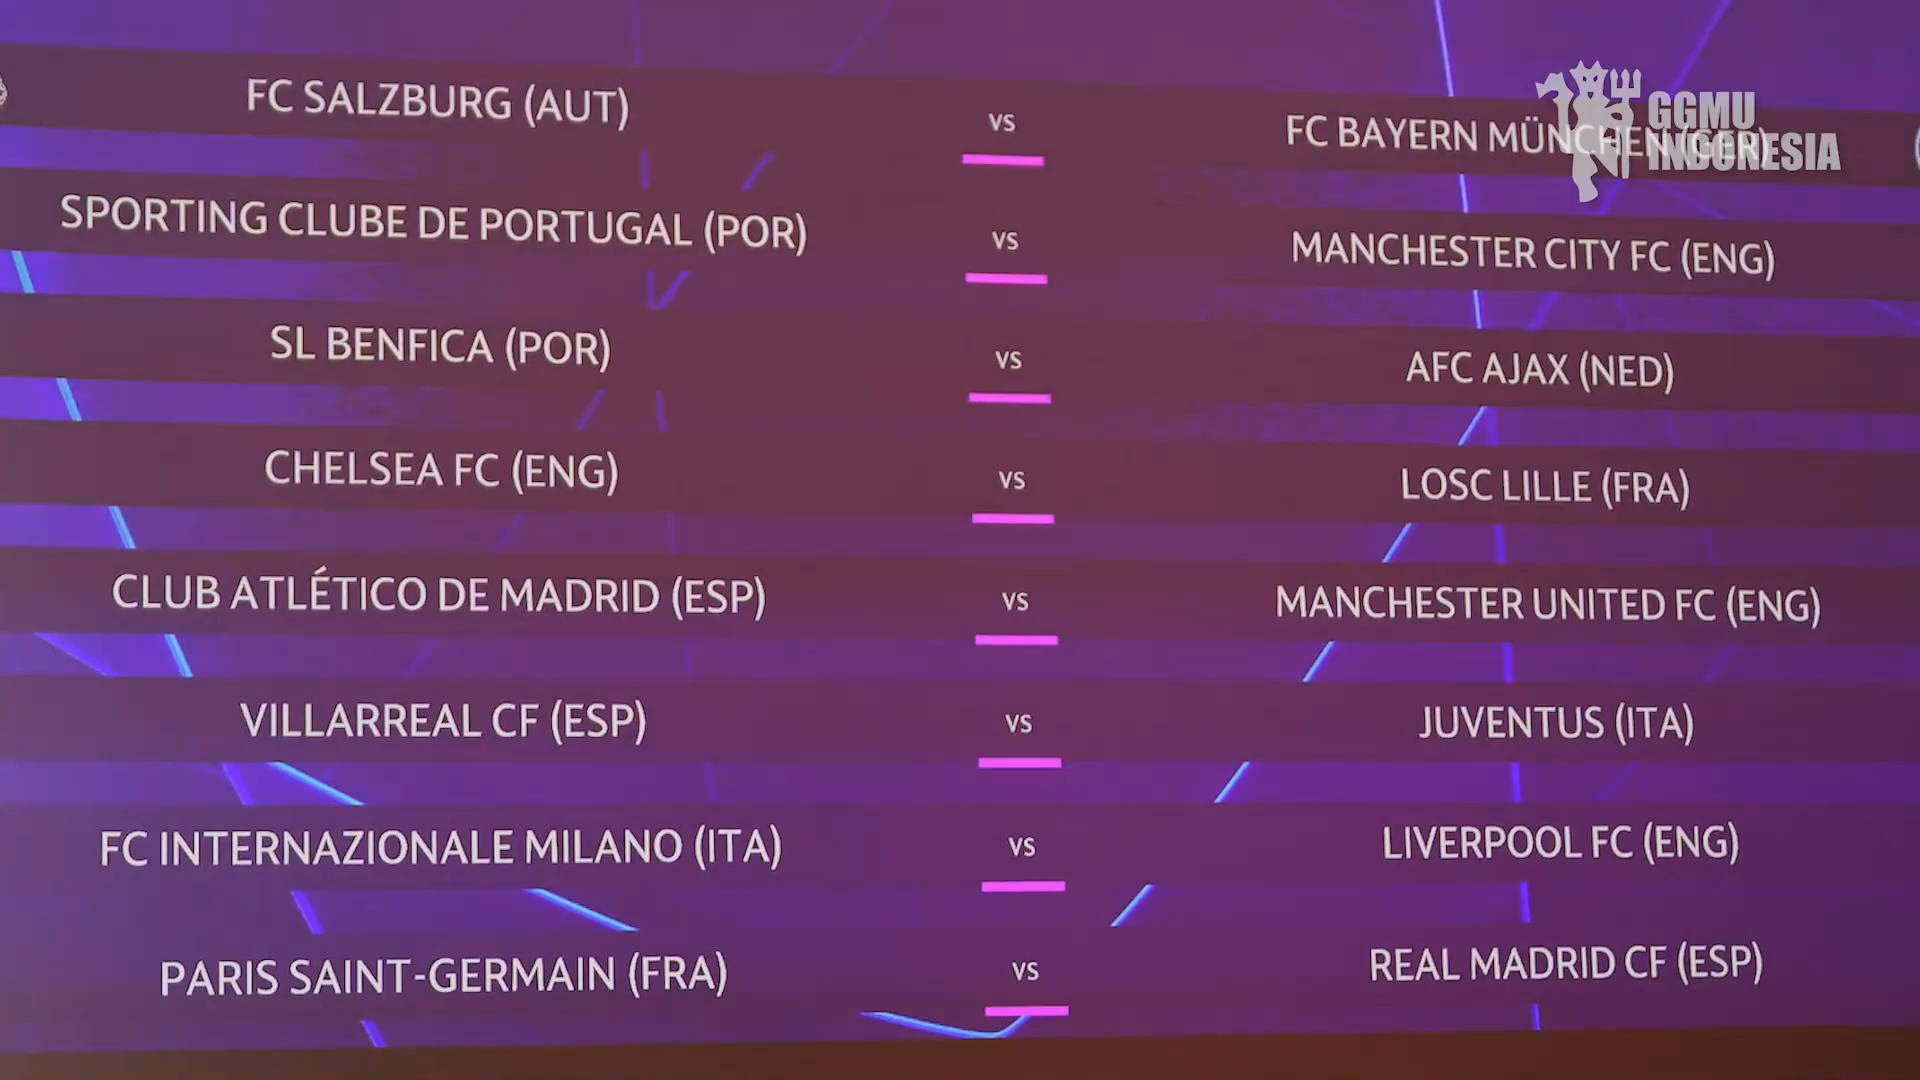 FC SALZBURG (AUT) vs FC BAYERN MÜNCHEN (GER)
GGMU
INDONESIA
SPORTING CLUBE DE PORTUGAL (POR) vs MANCHESTER CITY FC (ENG)
SL BENFICA (POR) vs AFC AJAX (NED)
CHELSEA FC (ENG) vs LOSC LILLE (FRA)
CLUB ATLÉTICO DE MADRID (ESP) vs MANCHESTER UNITED FC (ENG)
VILLARREAL CF (ESP) vs JUVENTUS (ITA)
FC INTERNAZIONALE MILANO (ITA) vs LIVERPOOL FC (ENG)
PARIS SAINT-GERMAIN (FRA) vs REAL MADRID CF (ESP)